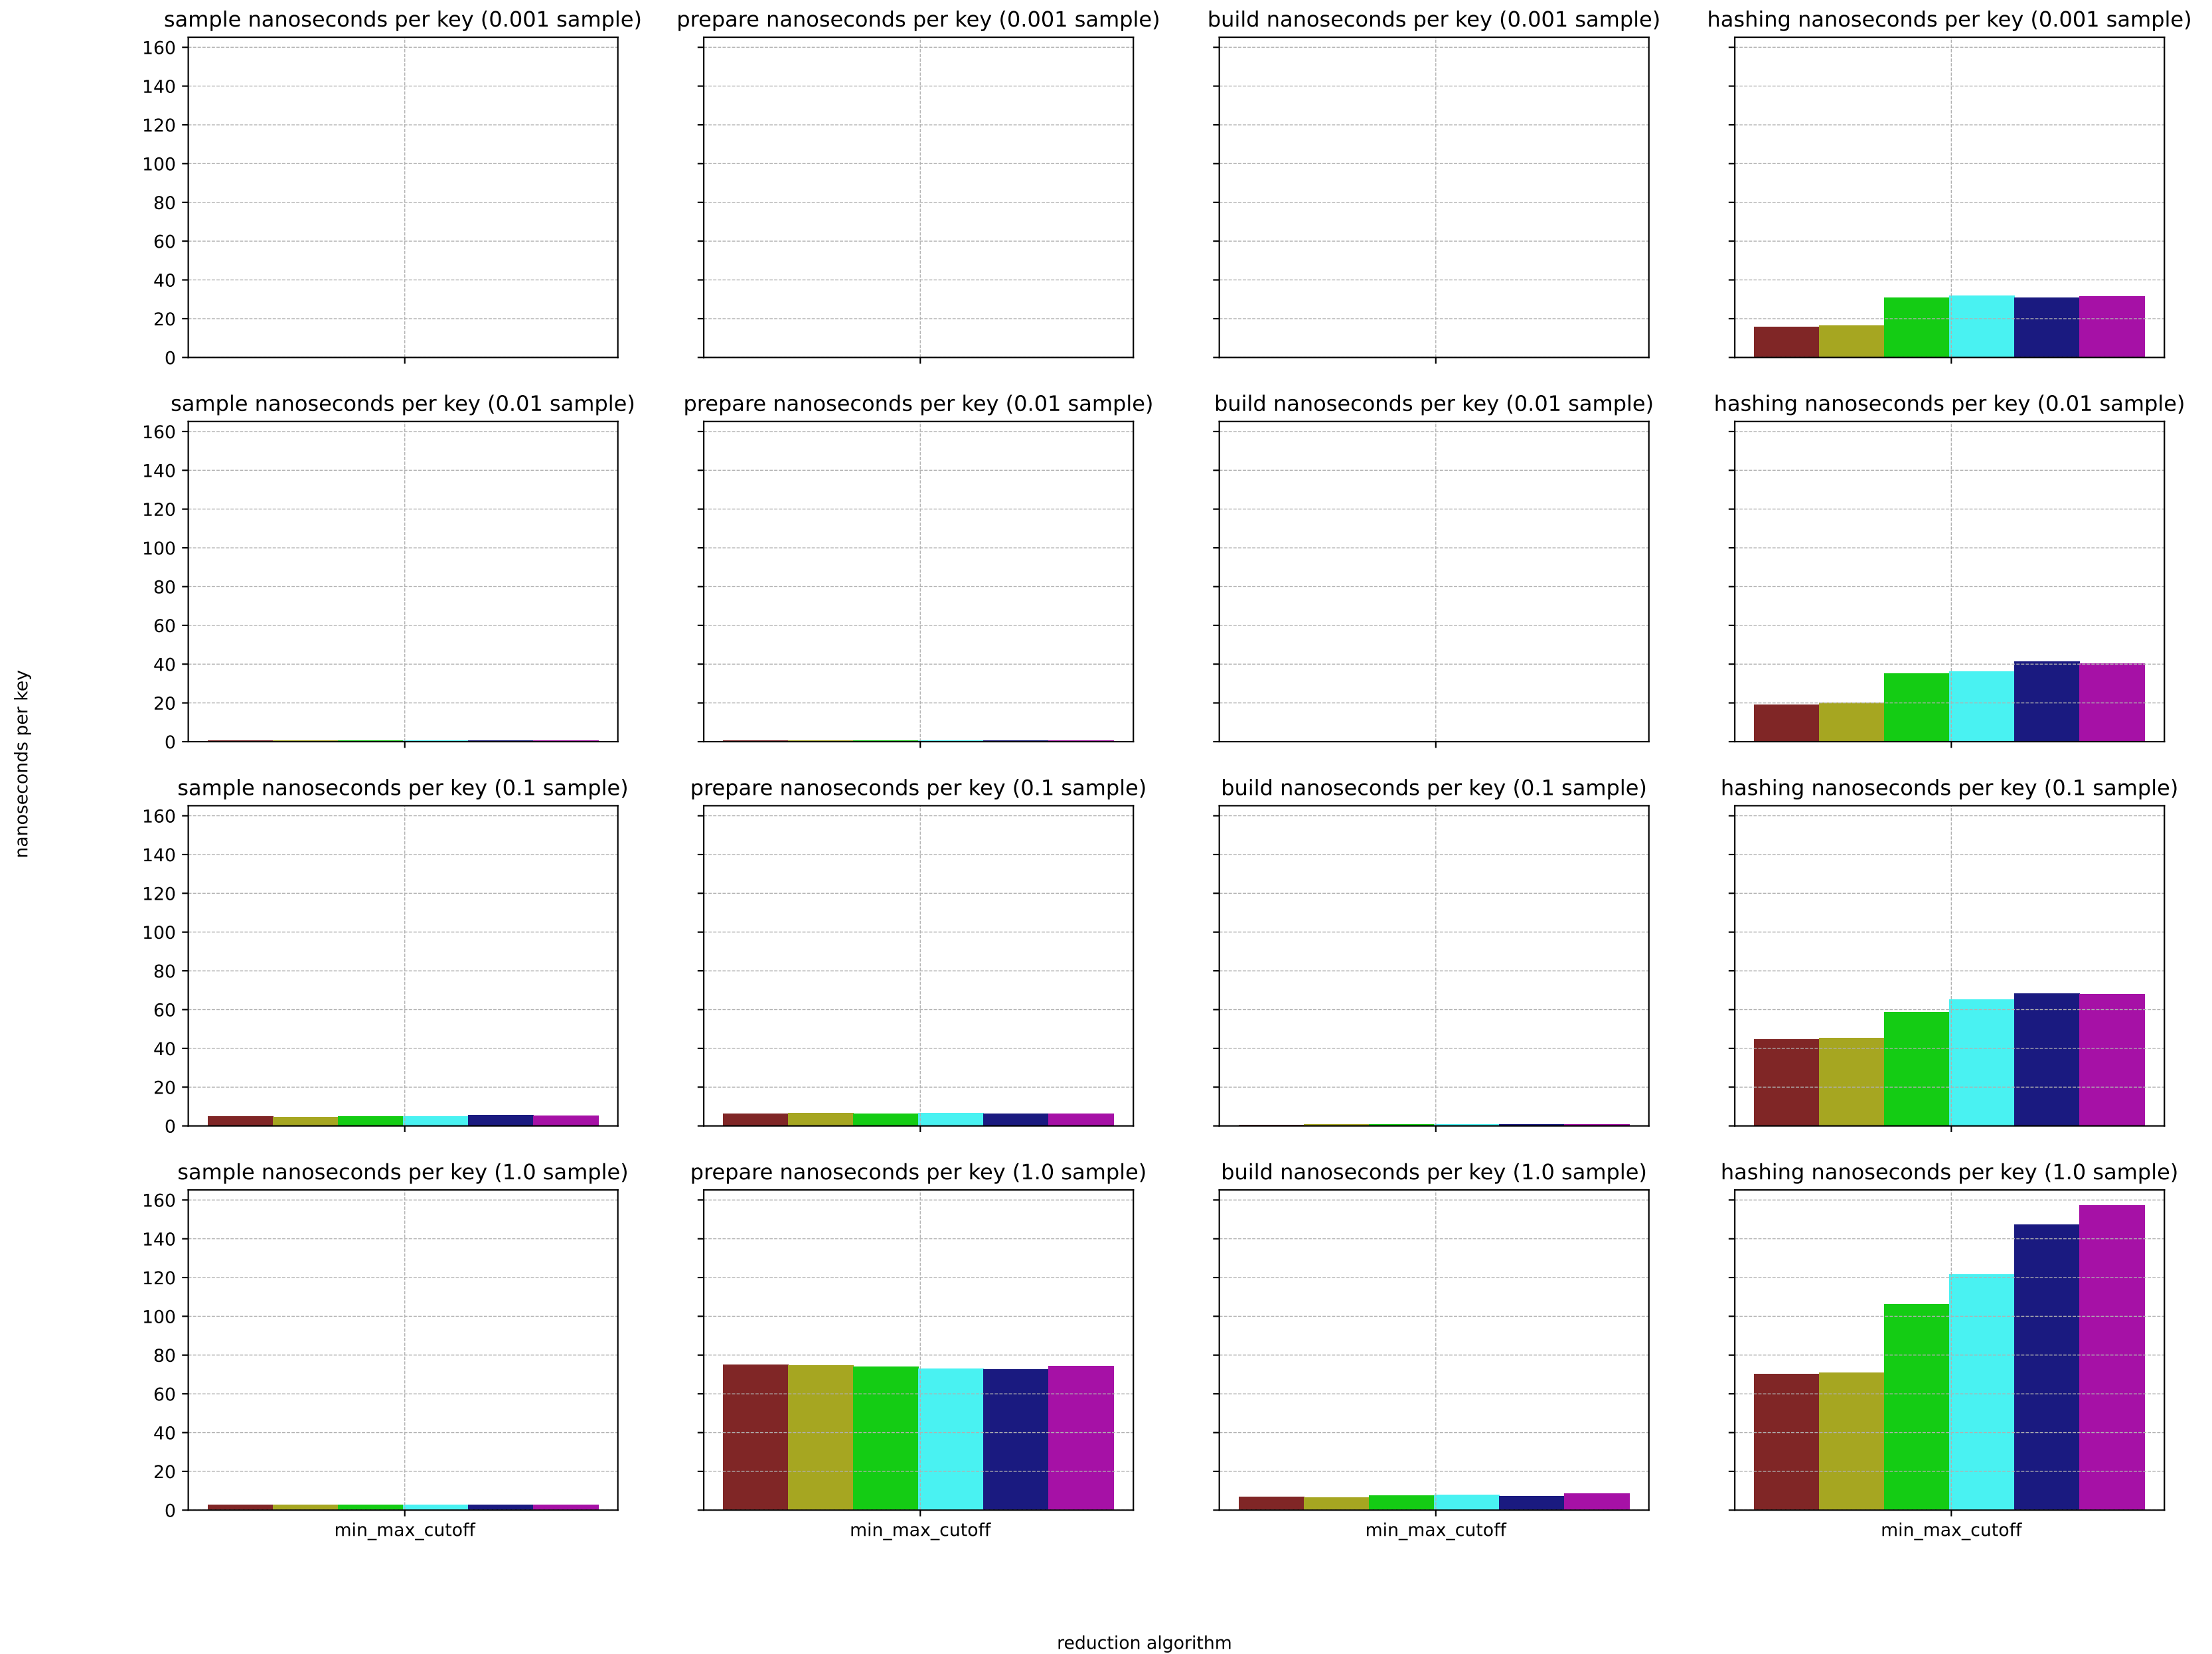 sample nanoseconds per key (0.001 sample)
prepare nanoseconds per key (0.001 sample)
build nanoseconds per key (0.001 sample)
hashing nanoseconds per key (0.001 sample)
160
140
120
100
80
60
40
20
0
sample nanoseconds per key (0.01 sample)
prepare nanoseconds per key (0.01 sample)
build nanoseconds per key (0.01 sample)
hashing nanoseconds per key (0.01 sample)
160
140
120
100
80
60
40
20
0
nanoseconds per key
sample nanoseconds per key (0.1 sample)
prepare nanoseconds per key (0.1 sample)
build nanoseconds per key (0.1 sample)
hashing nanoseconds per key (0.1 sample)
160
140
120
100
80
60
40
20
0
sample nanoseconds per key (1.0 sample)
prepare nanoseconds per key (1.0 sample)
build nanoseconds per key (1.0 sample)
hashing nanoseconds per key (1.0 sample)
160
140
120
100
80
60
40
20
0
min_max_cutoff
min_max_cutoff
min_max_cutoff
min_max_cutoff
reduction algorithm